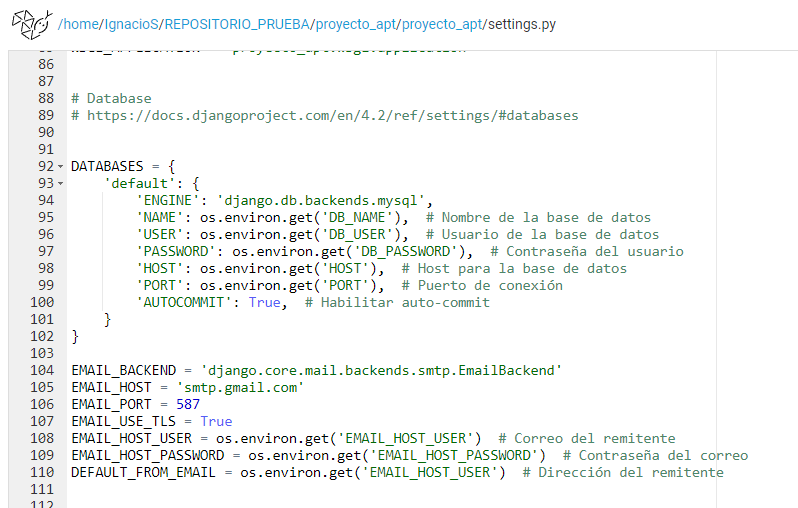 /home/IgnacioS/REPOSITORIO_PRUEBA/proyecto_apt/proyecto_apt/settings.py
86
87
88 # Database
89 # https://docs.djangoproject.com/en/4.2/ref/settings/#databases
90
91
92 DATABASES = {
93     'default': {
94         'ENGINE': 'django.db.backends.mysql',
95         'NAME': os.environ.get('DB_NAME'),  # Nombre de la base de datos
96         'USER': os.environ.get('DB_USER'),  # Usuario de la base de datos
97         'PASSWORD': os.environ.get('DB_PASSWORD'),  # Contraseña del usuario
98         'HOST': os.environ.get('HOST'),  # Host para la base de datos
99         'PORT': os.environ.get('PORT'),  # Puerto de conexión
100         'AUTOCOMMIT': True,  # Habilitar auto-commit
101     }
102 }
103
104 EMAIL_BACKEND = 'django.core.mail.backends.smtp.EmailBackend'
105 EMAIL_HOST = 'smtp.gmail.com'
106 EMAIL_PORT = 587
107 EMAIL_USE_TLS = True
108 EMAIL_HOST_USER = os.environ.get('EMAIL_HOST_USER')  # Correo del remitente
109 EMAIL_HOST_PASSWORD = os.environ.get('EMAIL_HOST_PASSWORD')  # Contraseña del correo
110 DEFAULT_FROM_EMAIL = os.environ.get('EMAIL_HOST_USER')  # Dirección del remitente
111
112